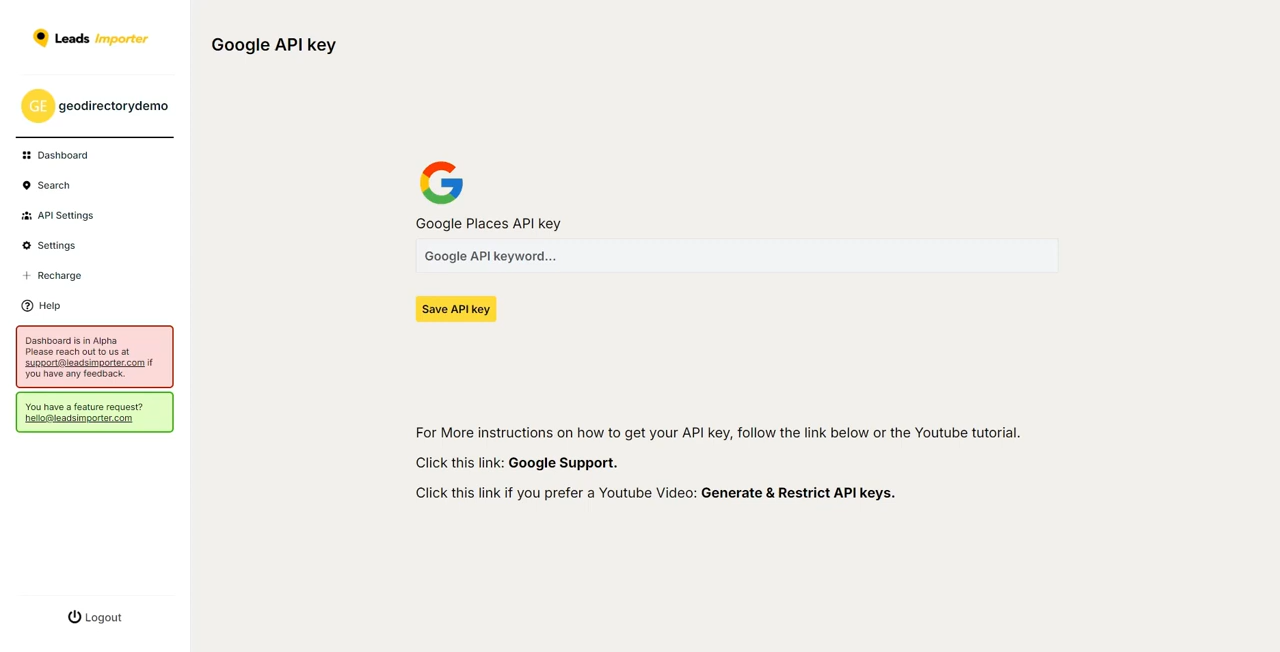 Leads Importer
GE geodirectorydemo
Dashboard
Search
API Settings
Settings
Recharge
Help
Dashboard is in Alpha
Please reach out to us at
support@leadsimporter.com if
you have any feedback.
You have a feature request?
hello@leadsimporter.com
Logout
Google API key
Google Places API key
Google API keyword...
Save API key
For More instructions on how to get your API key, follow the link below or the Youtube tutorial.
Click this link: Google Support.
Click this link if you prefer a Youtube Video: Generate & Restrict API keys.